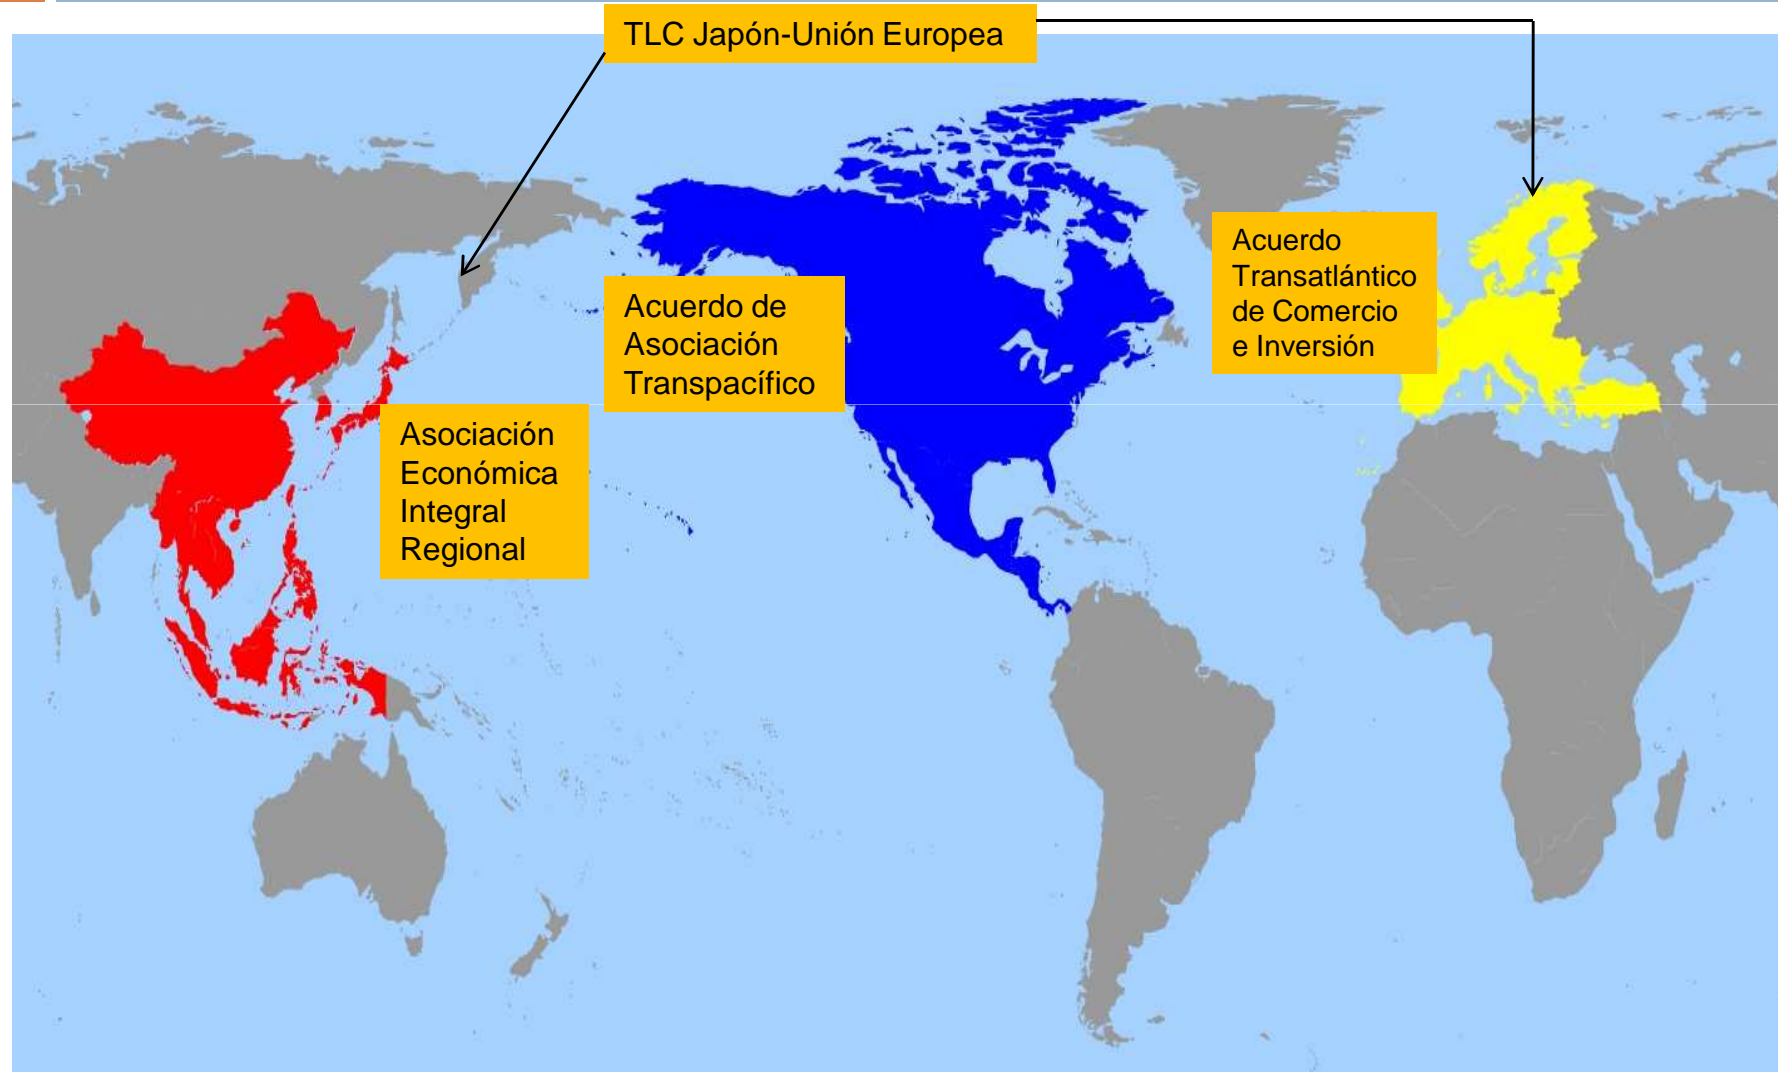 TLC Japón-Unión Europea
Acuerdo
Transatlántico
de Comercio
e Inversión
Acuerdo de
Asociación
Transpacífico
Asociación
Económica
Integral
Regional